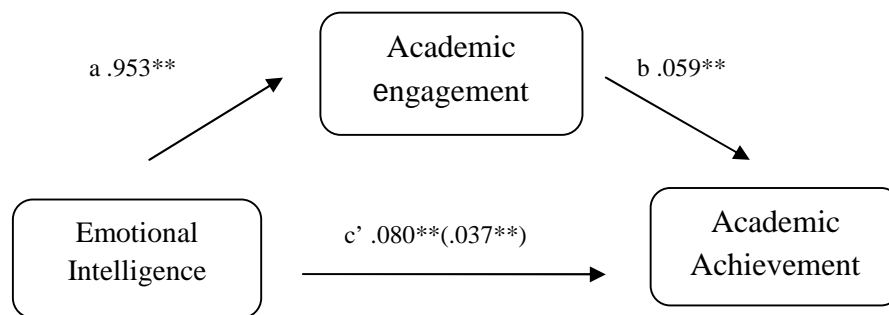 a .953**
Academic
engagement
b .059**
Emotional
Intelligence
c’ .080**(.037**)
Academic
Achievement